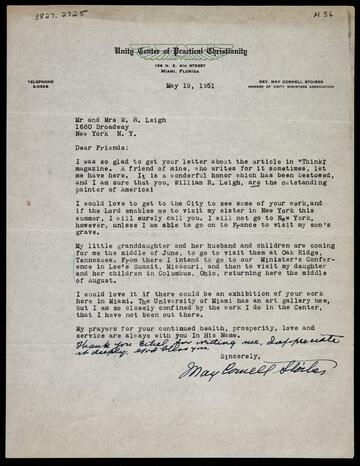 3827.2725
M36
Unity Center of Practical Christianity
126 N. E. 4TH STREET
MIAMI, FLORIDA
TELEPHONE
2-0698
REV. MAY CORNELL STOIBER
MEMBER OF UNITY MINISTERS ASSOCIATION
May 19, 1951
Mr and Mrs W. R. Leigh
1680 Broadway
New York N. Y.
Dear Friends:
I was so glad to get your letter about the article in "Think"
magazine. A friend of mine, who writes for it sometimes, let
me have hers. It is a wonderful honor which has been bestowed,
and I am sure that you, William R. Leigh, are the outstanding
painter of America!
I would love to get to the City to see some of your work, and
if the Lord enables me to visit my sister in New York this
summer, I will surely call you. I will not go to New York,
however, unless I am able to go on to France to visit my son's
grave.
My little granddaughter and her husband and children are coming for
me the middle of June, to go to visit them at Oak Ridge,
Tennessee. From there I intend to go to our Minister's Confer-
ence in Lee's Summit, Missouri, and then to visit my daughter
and her children in Columbus, Ohio, returning here the middle
of August.
I would love it if there could be an exhibition of your work
here in Miami. The University of Miami has an art gallery now,
but I am so closely confined by the work I do in the Center,
that I have not been out there.
My prayers for your continued health, prosperity, love and
service are always with you In His Name.
Thank you Ethel for writing me, I appreciate
it deeply, God bless you.
Sincerely,
May Cornell Stoiber